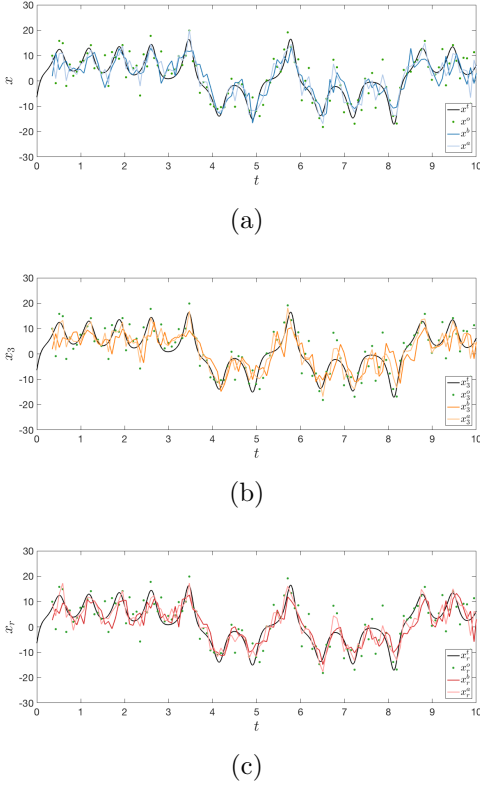 30
20
10
0
-10
-20
-30
x
0 1 2 3 4 5 6 7 8 9 10
t
x^r
x^o
x^b
x^a
(a)
30
20
10
0
-10
-20
-30
x_3
0 1 2 3 4 5 6 7 8 9 10
t
x_3^r
x_3^o
x_3^b
x_3^a
(b)
30
20
10
0
-10
-20
-30
x_r
0 1 2 3 4 5 6 7 8 9 10
t
x_r^r
x_r^o
x_r^b
x_r^a
(c)